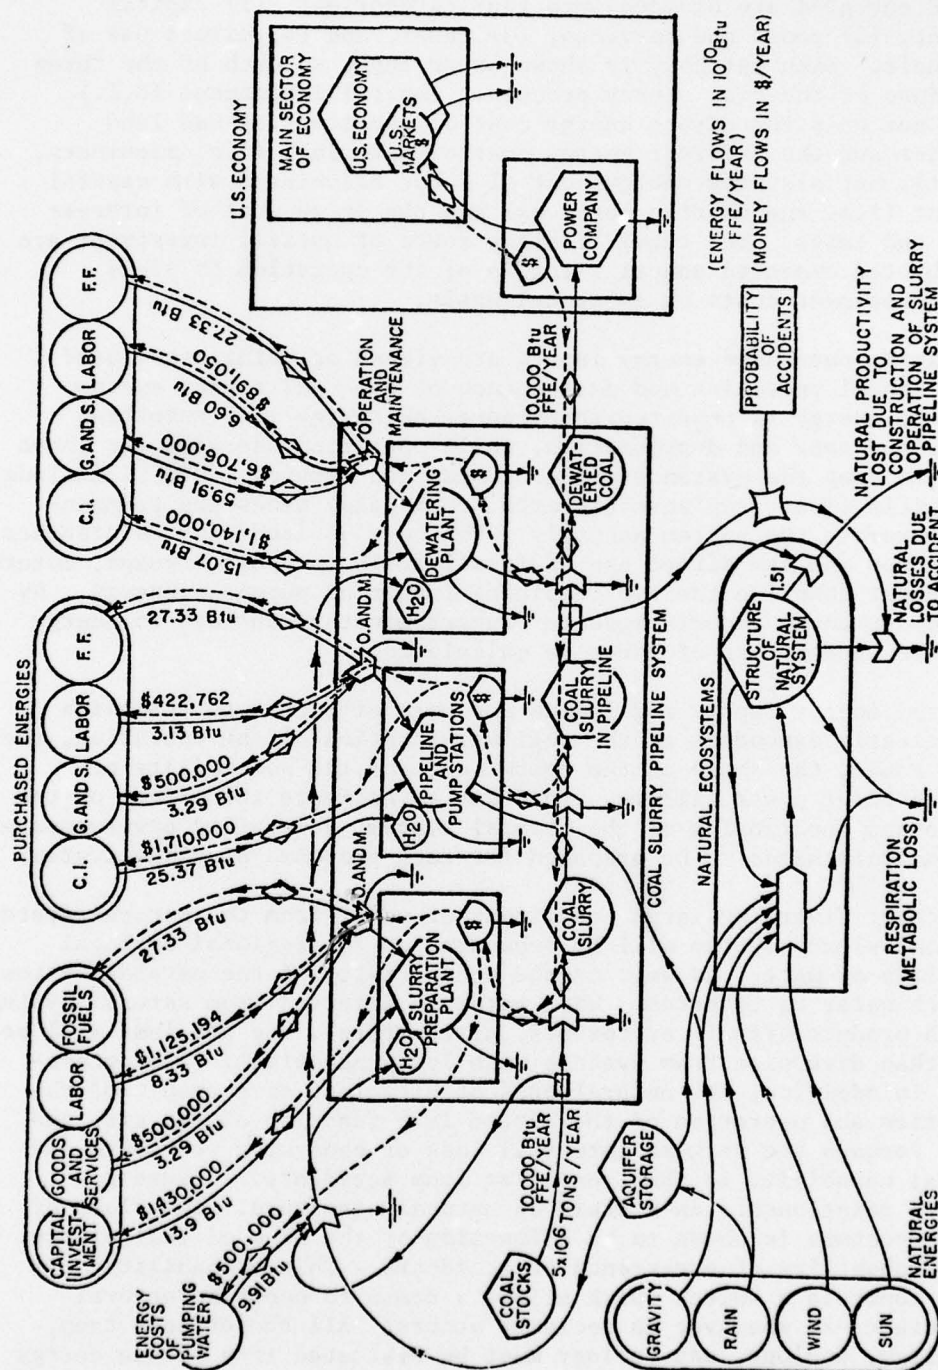 PURCHASED ENERGIES
CAPITAL
INVEST-
MENT
GOODS
AND
SERVICES
LABOR
FOSSIL
FUELS
C.I.
G.AND S.
LABOR
F.F.
C.I.
G.AND S.
LABOR
F.F.
ENERGY
COSTS
OF
PUMPING
WATER
$500,000
9.91 Btu
$1430,000
13.9 Btu
$500,000
3.29 Btu
$1,125,194
8.33 Btu
27.33 Btu
$1,710,000
25.37 Btu
$500,000
3.29 Btu
$422,762
3.13 Btu
27.33 Btu
$1,140,000
15.07 Btu
$6,706,000
59.91 Btu
$891,050
6.60 Btu
27.33 Btu
O.AND M.
O.AND M.
OPERATION
AND
MAINTENANCE
H2O
SLURRY
PREPARATION
PLANT
$
H2O
PIPELINE
AND
PUMP STATIONS
$
H2O
DEWATERING
PLANT
$
COAL
STOCKS
10,000 Btu
FFE/YEAR
5x10⁶ TONS/YEAR
COAL
SLURRY
COAL
SLURRY
IN PIPELINE
DEWAT-
ERED
COAL
10,000 Btu
FFE/YEAR
COAL SLURRY PIPELINE SYSTEM
U.S. ECONOMY
MAIN SECTOR
OF ECONOMY
U.S. ECONOMY
U.S.
MARKETS
$
$
POWER
COMPANY
(ENERGY FLOWS IN 10¹⁰ Btu
FFE/YEAR)
(MONEY FLOWS IN $/YEAR)
AQUIFER
STORAGE
GRAVITY
RAIN
WIND
SUN
NATURAL
ENERGIES
NATURAL ECOSYSTEMS
STRUCTURE
OF
NATURAL
SYSTEM
1.51
RESPIRATION
(METABOLIC LOSS)
PROBABILITY
OF
ACCIDENTS
NATURAL PRODUCTIVITY
LOST DUE TO
CONSTRUCTION AND
OPERATION OF SLURRY
PIPELINE SYSTEM
NATURAL
LOSSES DUE
TO ACCIDENT